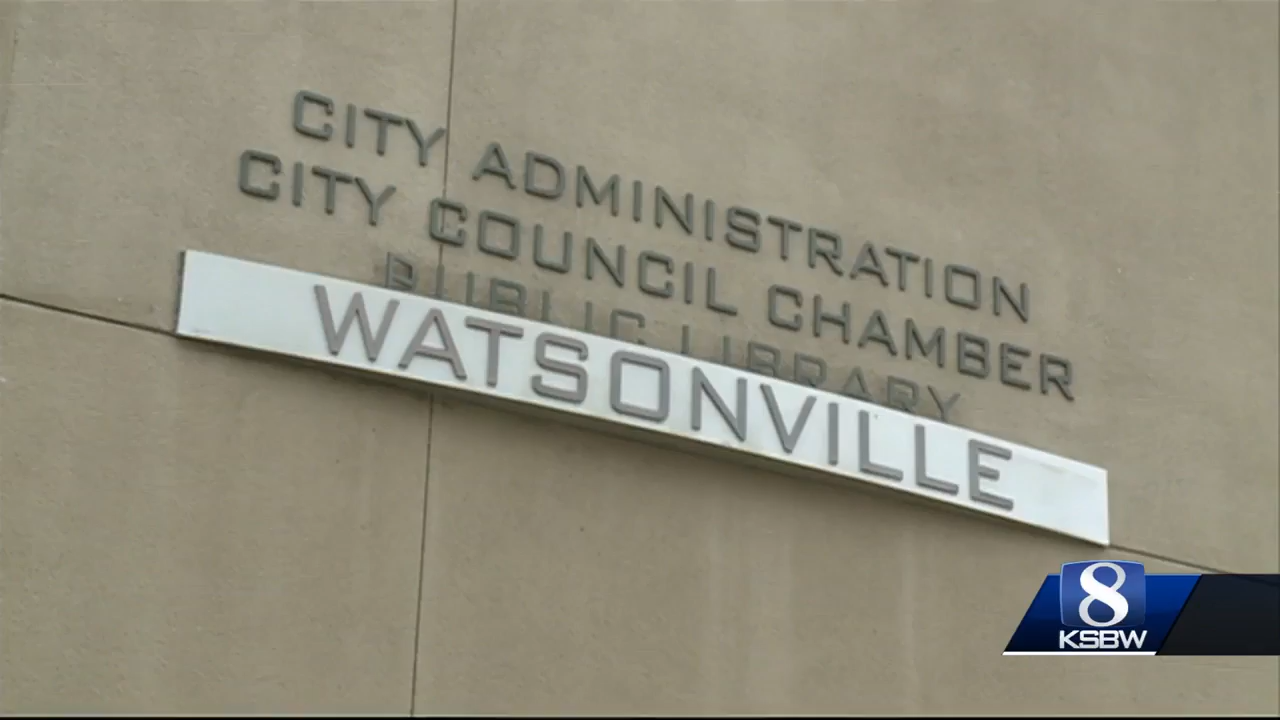 CITY ADMINISTRATION
CITY COUNCIL CHAMBER
PUBLIC LIBRARY
WATSONVILLE
8
KSBW